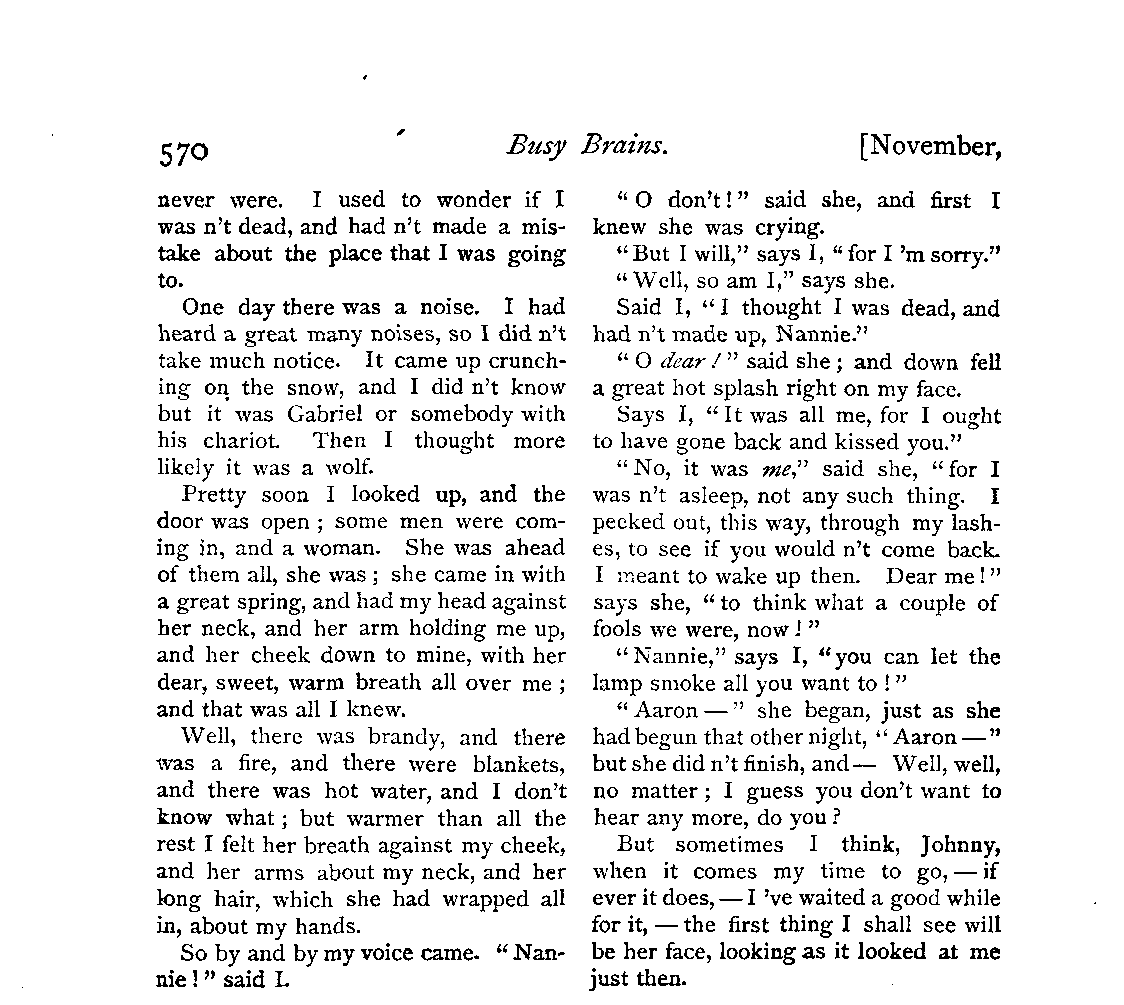 570 Busy Brains. [November,
never were. I used to wonder if I
was n't dead, and had n't made a mis-
take about the place that I was going
to.
One day there was a noise. I had
heard a great many noises, so I did n't
take much notice. It came up crunch-
ing on the snow, and I did n't know
but it was Gabriel or somebody with
his chariot. Then I thought more
likely it was a wolf.
Pretty soon I looked up, and the
door was open ; some men were com-
ing in, and a woman. She was ahead
of them all, she was ; she came in with
a great spring, and had my head against
her neck, and her arm holding me up,
and her cheek down to mine, with her
dear, sweet, warm breath all over me ;
and that was all I knew.
Well, there was brandy, and there
was a fire, and there were blankets,
and there was hot water, and I don't
know what ; but warmer than all the
rest I felt her breath against my cheek,
and her arms about my neck, and her
long hair, which she had wrapped all
in, about my hands.
So by and by my voice came. “ Nan-
nie ! ” said I.
“ O don't ! ” said she, and first I
knew she was crying.
“ But I will,” says I, “ for I 'm sorry.”
“ Well, so am I,” says she.
Said I, “ I thought I was dead, and
had n't made up, Nannie.”
“ O dear ! ” said she ; and down fell
a great hot splash right on my face.
Says I, “ It was all me, for I ought
to have gone back and kissed you.”
“ No, it was me,” said she, “ for I
was n't asleep, not any such thing. I
peeked out, this way, through my lash-
es, to see if you would n't come back.
I meant to wake up then. Dear me ! ”
says she, “ to think what a couple of
fools we were, now ! ”
“ Nannie,” says I, “ you can let the
lamp smoke all you want to ! ”
“ Aaron — ” she began, just as she
had begun that other night, “ Aaron — ”
but she did n't finish, and — Well, well,
no matter ; I guess you don't want to
hear any more, do you ?
But sometimes I think, Johnny,
when it comes my time to go, — if
ever it does, — I 've waited a good while
for it, — the first thing I shall see will
be her face, looking as it looked at me
just then.